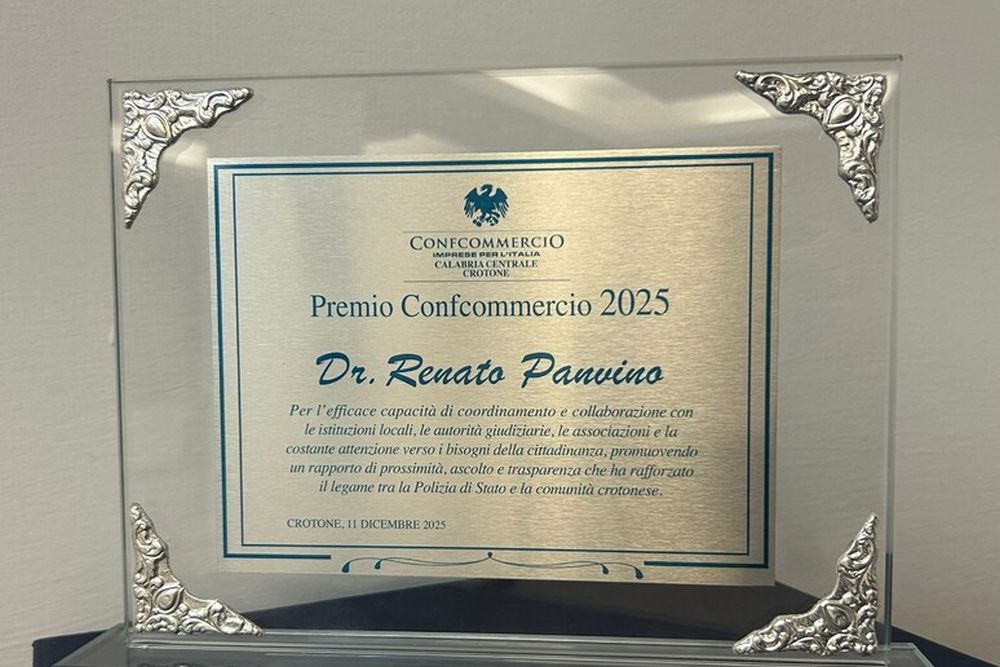 CONFCOMMERCIO
IMPRESE PER L'ITALIA
CALABRIA CENTRALE
CROTONE
Premio Confcommercio 2025
Dr. Renato Panvino
Per l'efficace capacità di coordinamento e collaborazione con
le istituzioni locali, le autorità giudiziarie, le associazioni e la
costante attenzione verso i bisogni della cittadinanza, promuovendo
un rapporto di prossimità, ascolto e trasparenza che ha rafforzato
il legame tra la Polizia di Stato e la comunità crotonese.
CROTONE, 11 DICEMBRE 2025